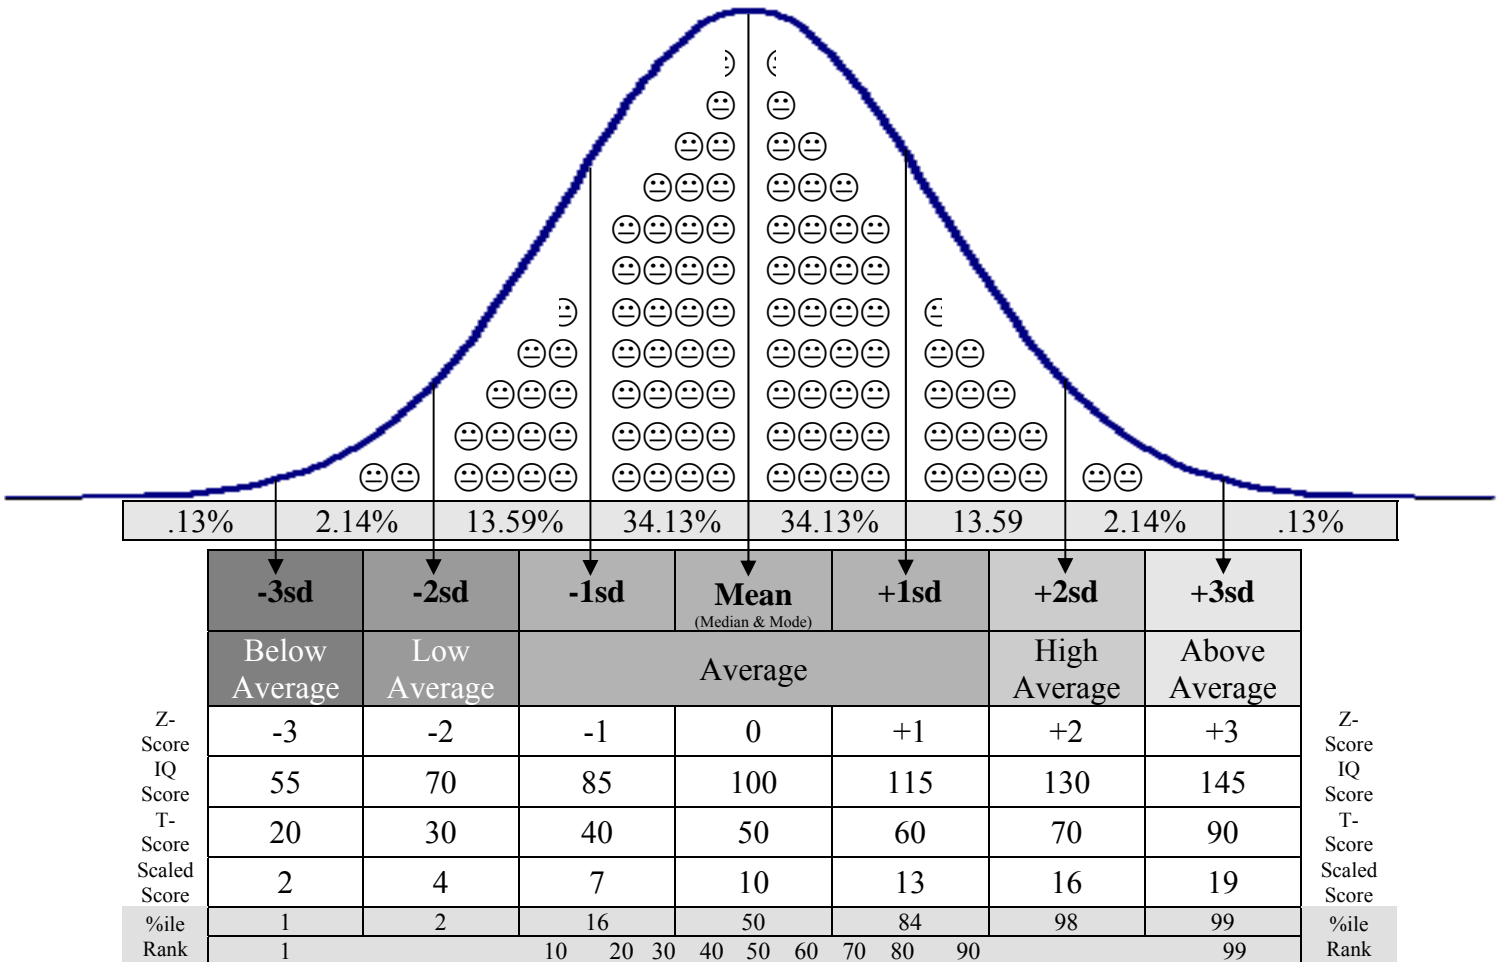 .13% 2.14% 13.59% 34.13% 34.13% 13.59 2.14% .13%
-3sd -2sd -1sd Mean +1sd +2sd +3sd
(Median & Mode)
Below Low Average High Above
Average Average Average Average
Z- -3 -2 -1 0 +1 +2 +3 Z-
Score Score
IQ 55 70 85 100 115 130 145 IQ
Score Score
T- 20 30 40 50 60 70 90 T-
Score Score
Scaled 2 4 7 10 13 16 19 Scaled
Score Score
%ile 1 2 16 50 84 98 99 %ile
Rank 1 10 20 30 40 50 60 70 80 90 99 Rank